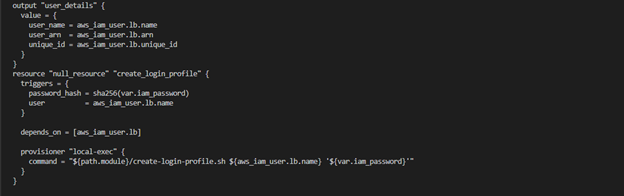 output "user_details" {
  value = {
    user_name = aws_iam_user.lb.name
    user_arn  = aws_iam_user.lb.arn
    unique_id = aws_iam_user.lb.unique_id
  }
}
resource "null_resource" "create_login_profile" {
  triggers = {
    password_hash = sha256(var.iam_password)
    user          = aws_iam_user.lb.name
  }
  depends_on = [aws_iam_user.lb]
  provisioner "local-exec" {
    command = "${path.module}/create-login-profile.sh ${aws_iam_user.lb.name} '${var.iam_password}'"
  }
}